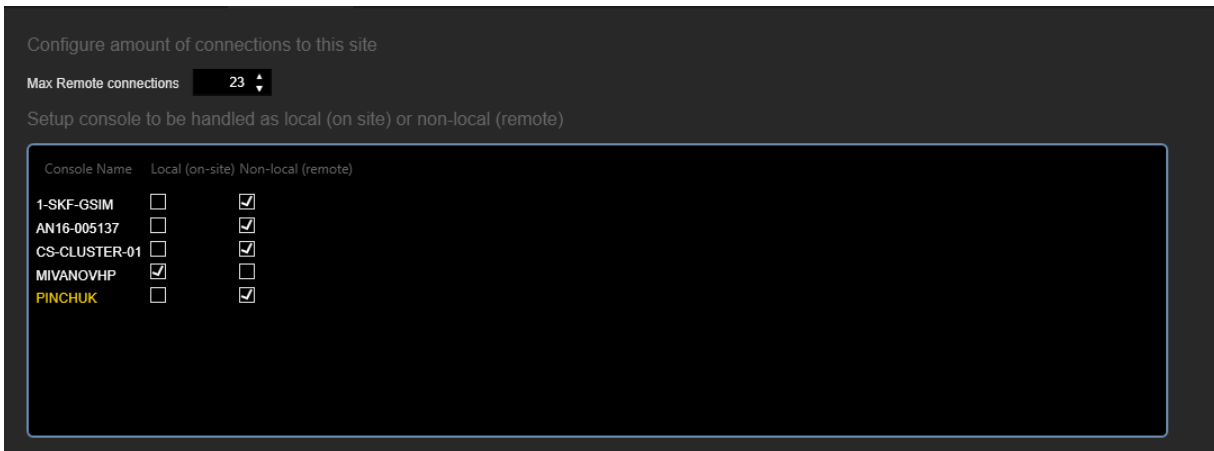 Configure amount of connections to this site
Max Remote connections 23
Setup console to be handled as local (on site) or non-local (remote)
Console Name Local (on-site) Non-local (remote)
1-SKF-GSIM
AN16-005137
CS-CLUSTER-01
MIVANOVHP
PINCHUK